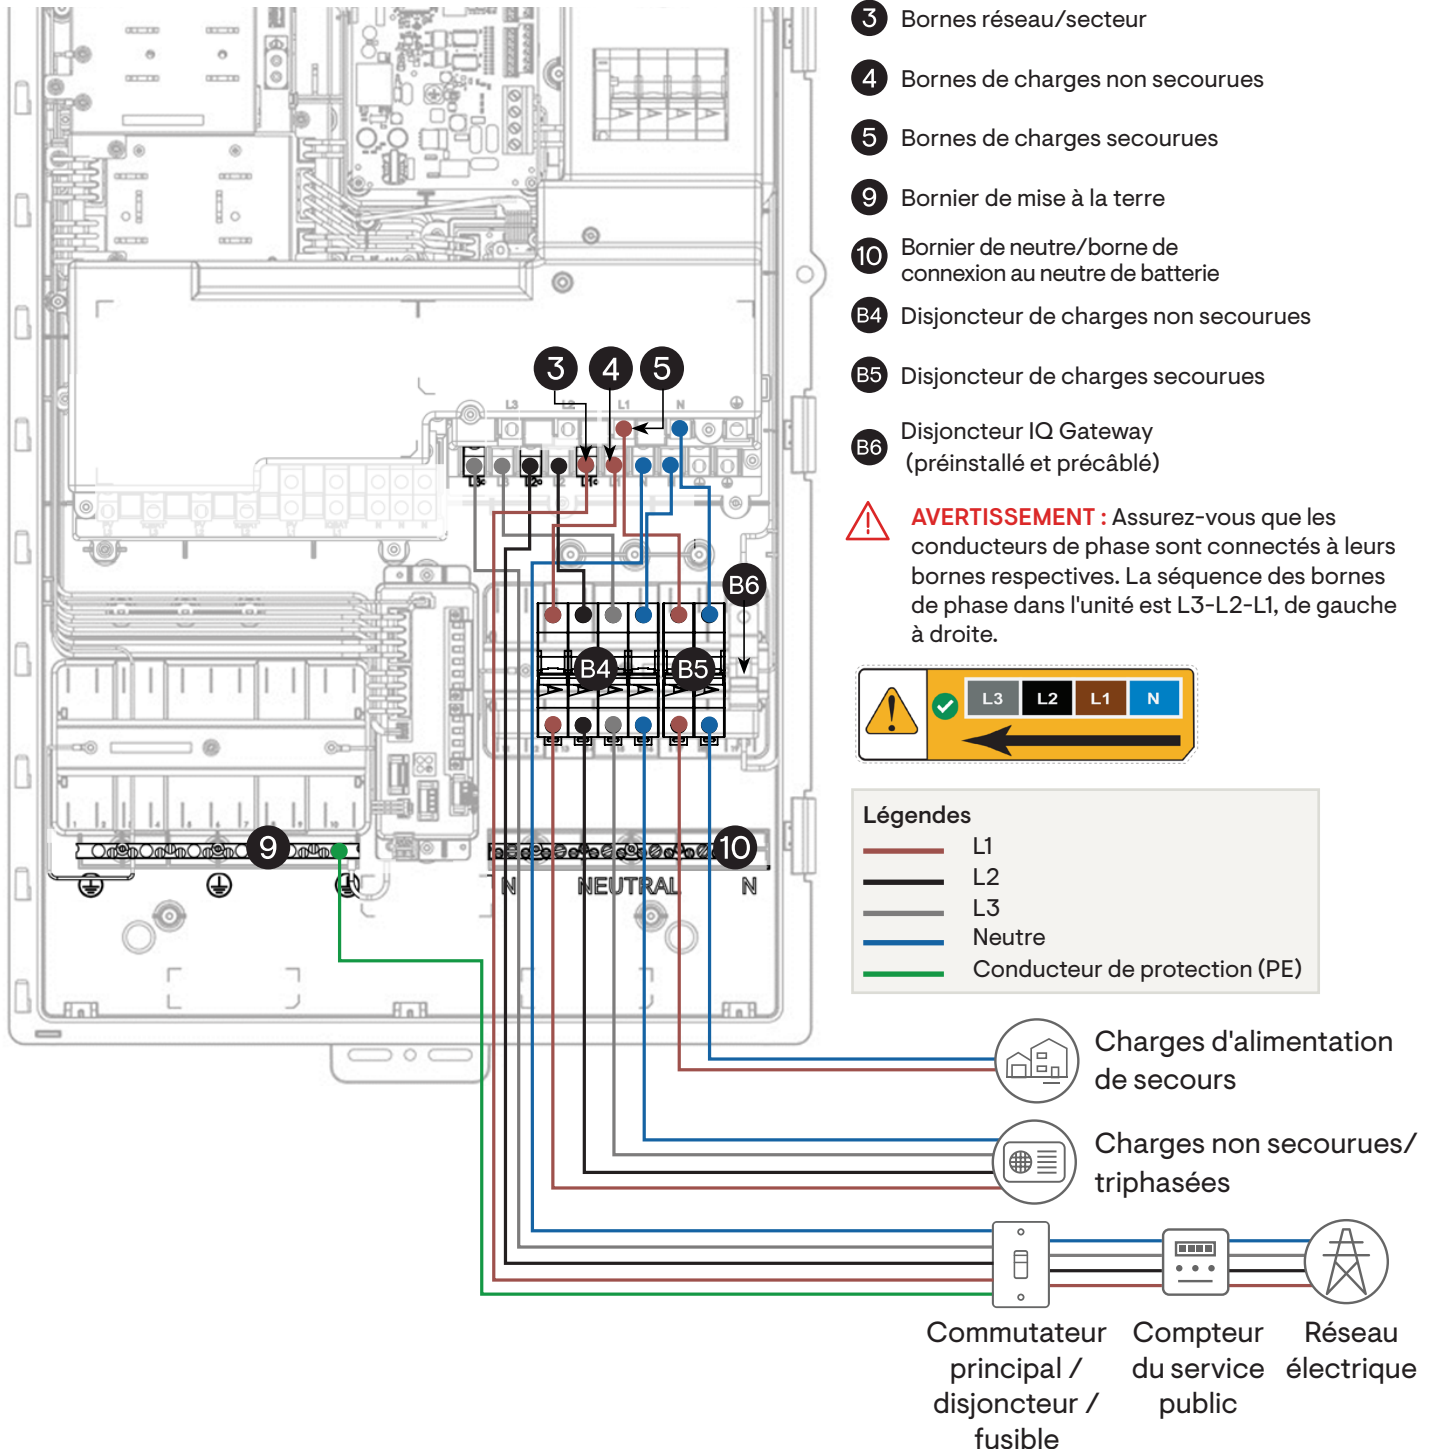 3 Bornes réseau/secteur
4 Bornes de charges non secourues
5 Bornes de charges secourues
9 Bornier de mise à la terre
10 Bornier de neutre/borne de
connexion au neutre de batterie
B4 Disjoncteur de charges non secourues
B5 Disjoncteur de charges secourues
B6 Disjoncteur IQ Gateway
(préinstallé et précâblé)
AVERTISSEMENT : Assurez-vous que les
conducteurs de phase sont connectés à leurs
bornes respectives. La séquence des bornes
de phase dans l'unité est L3-L2-L1, de gauche
à droite.
L3 L2 L1 N
Légendes
L1
L2
L3
Neutre
Conducteur de protection (PE)
3 4 5
L3 L2 L1 N
B6
B4 B5
9
10
N NEUTRAL N
Charges d'alimentation
de secours
Charges non secourues/
triphasées
Commutateur
principal /
disjoncteur /
fusible
Compteur
du service
public
Réseau
électrique